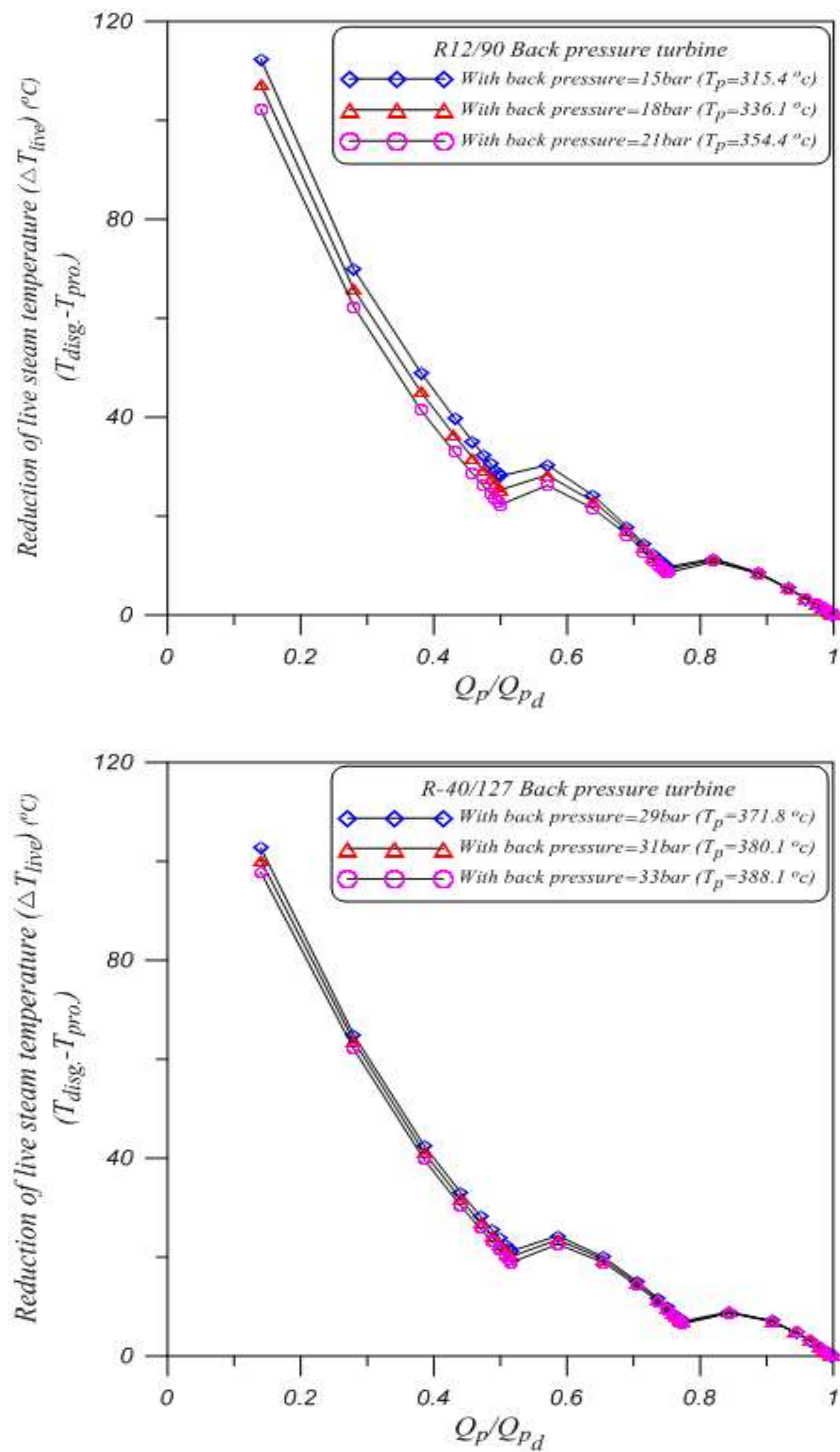 120
R12/90 Back pressure turbine
With back pressure=15bar (Tp=315.4 ºc)
With back pressure=18bar (Tp=336.1 ºc)
With back pressure=21bar (Tp=354.4 ºc)
Reduction of live steam temperature (△Tlive) (ºC)
(Tdisg.-Tpro.)
80
40
0
0
0.2
0.4
0.6
0.8
1
Qp/Qpd
120
R-40/127 Back pressure turbine
With back pressure=29bar (Tp=371.8 ºc)
With back pressure=31bar (Tp=380.1 ºc)
With back pressure=33bar (Tp=388.1 ºc)
Reduction of live steam temperature (△Tlive) (ºC)
(Tdisg.-Tpro.)
80
40
0
0
0.2
0.4
0.6
0.8
1
Qp/Qpd